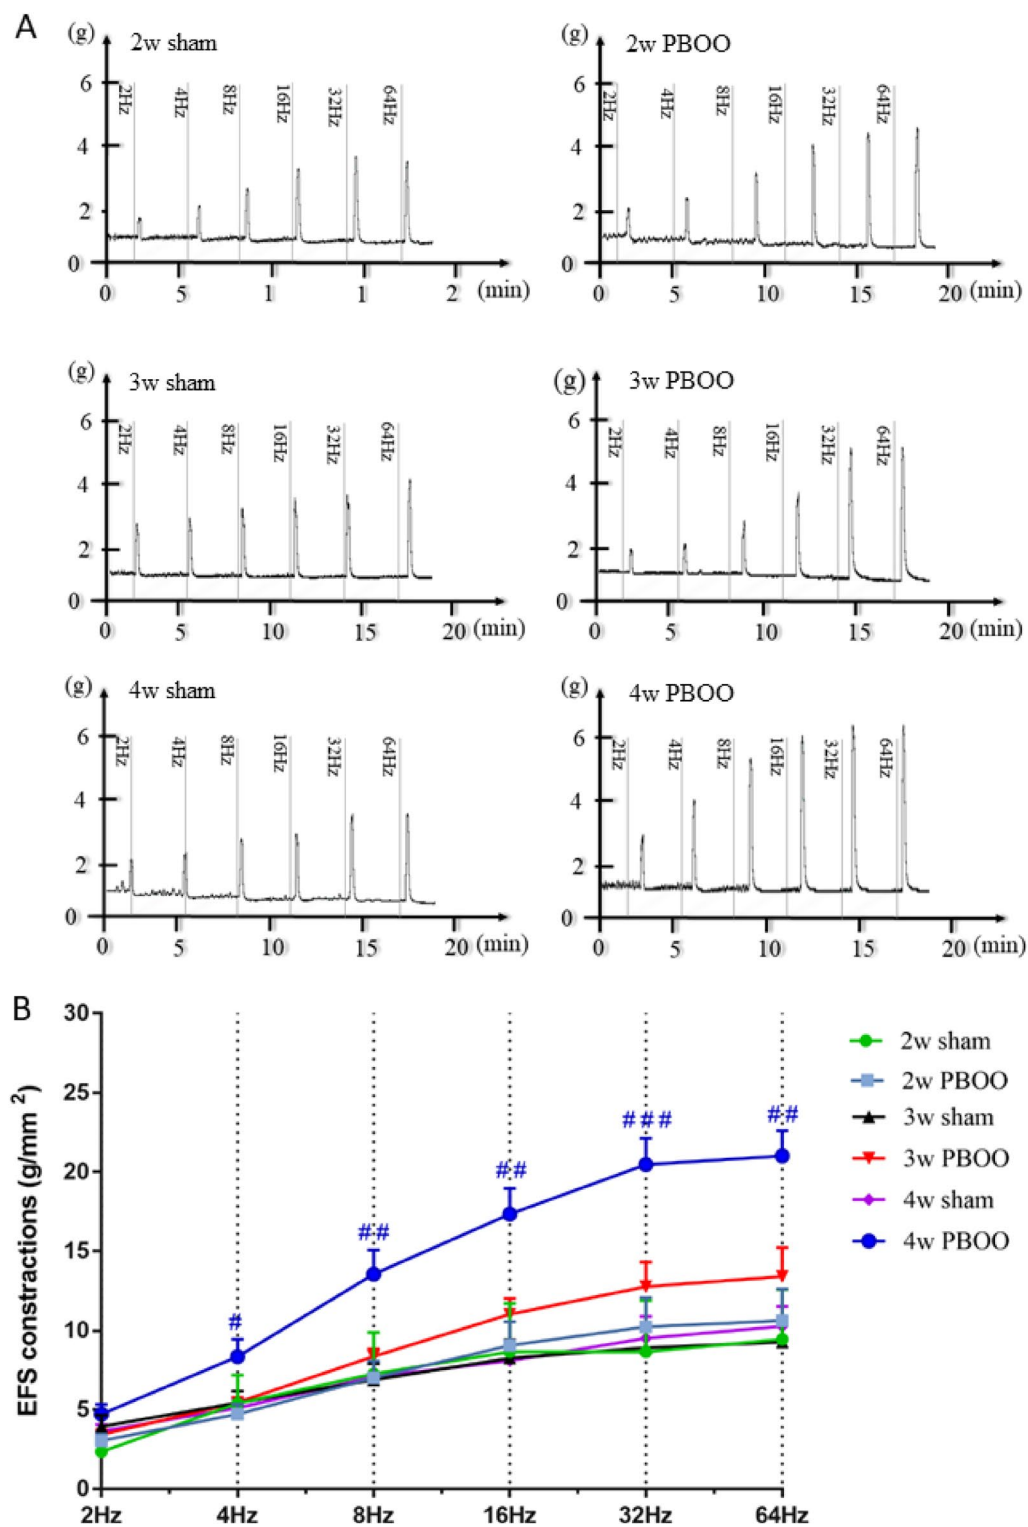 A
(g) 2w sham
6
2Hz 4Hz 8Hz 16Hz 32Hz 64Hz
4
2
0
0 5 1 1 2 (min)
(g) 2w PBOO
6
2Hz 4Hz 8Hz 16Hz 32Hz 64Hz
4
2
0
0 5 10 15 20 (min)
(g) 3w sham
6
2Hz 4Hz 8Hz 16Hz 32Hz 64Hz
4
2
0
0 5 10 15 20 (min)
(g) 3w PBOO
6
2Hz 4Hz 8Hz 16Hz 32Hz 64Hz
4
2
0
0 5 10 15 20 (min)
(g) 4w sham
6
2Hz 4Hz 8Hz 16Hz 32Hz 64Hz
4
2
0
0 5 10 15 20 (min)
(g) 4w PBOO
6
2Hz 4Hz 8Hz 16Hz 32Hz 64Hz
4
2
0
0 5 10 15 20 (min)
B
EFS constractions (g/mm 2)
30
25
20
15
10
5
0
# ## ## ### ##
2Hz 4Hz 8Hz 16Hz 32Hz 64Hz
2w sham
2w PBOO
3w sham
3w PBOO
4w sham
4w PBOO